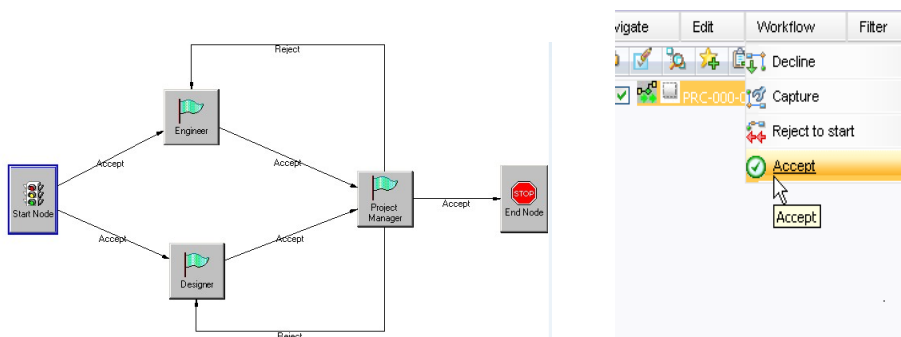 Reject
Engineer
Accept
Accept
Start Node
Project
Manager
Accept
STOP
End Node
Accept
Accept
Designer
Reject
vigate Edit Workflow Filter
Decline
PRC-000-0
Capture
Reject to start
Accept
Accept